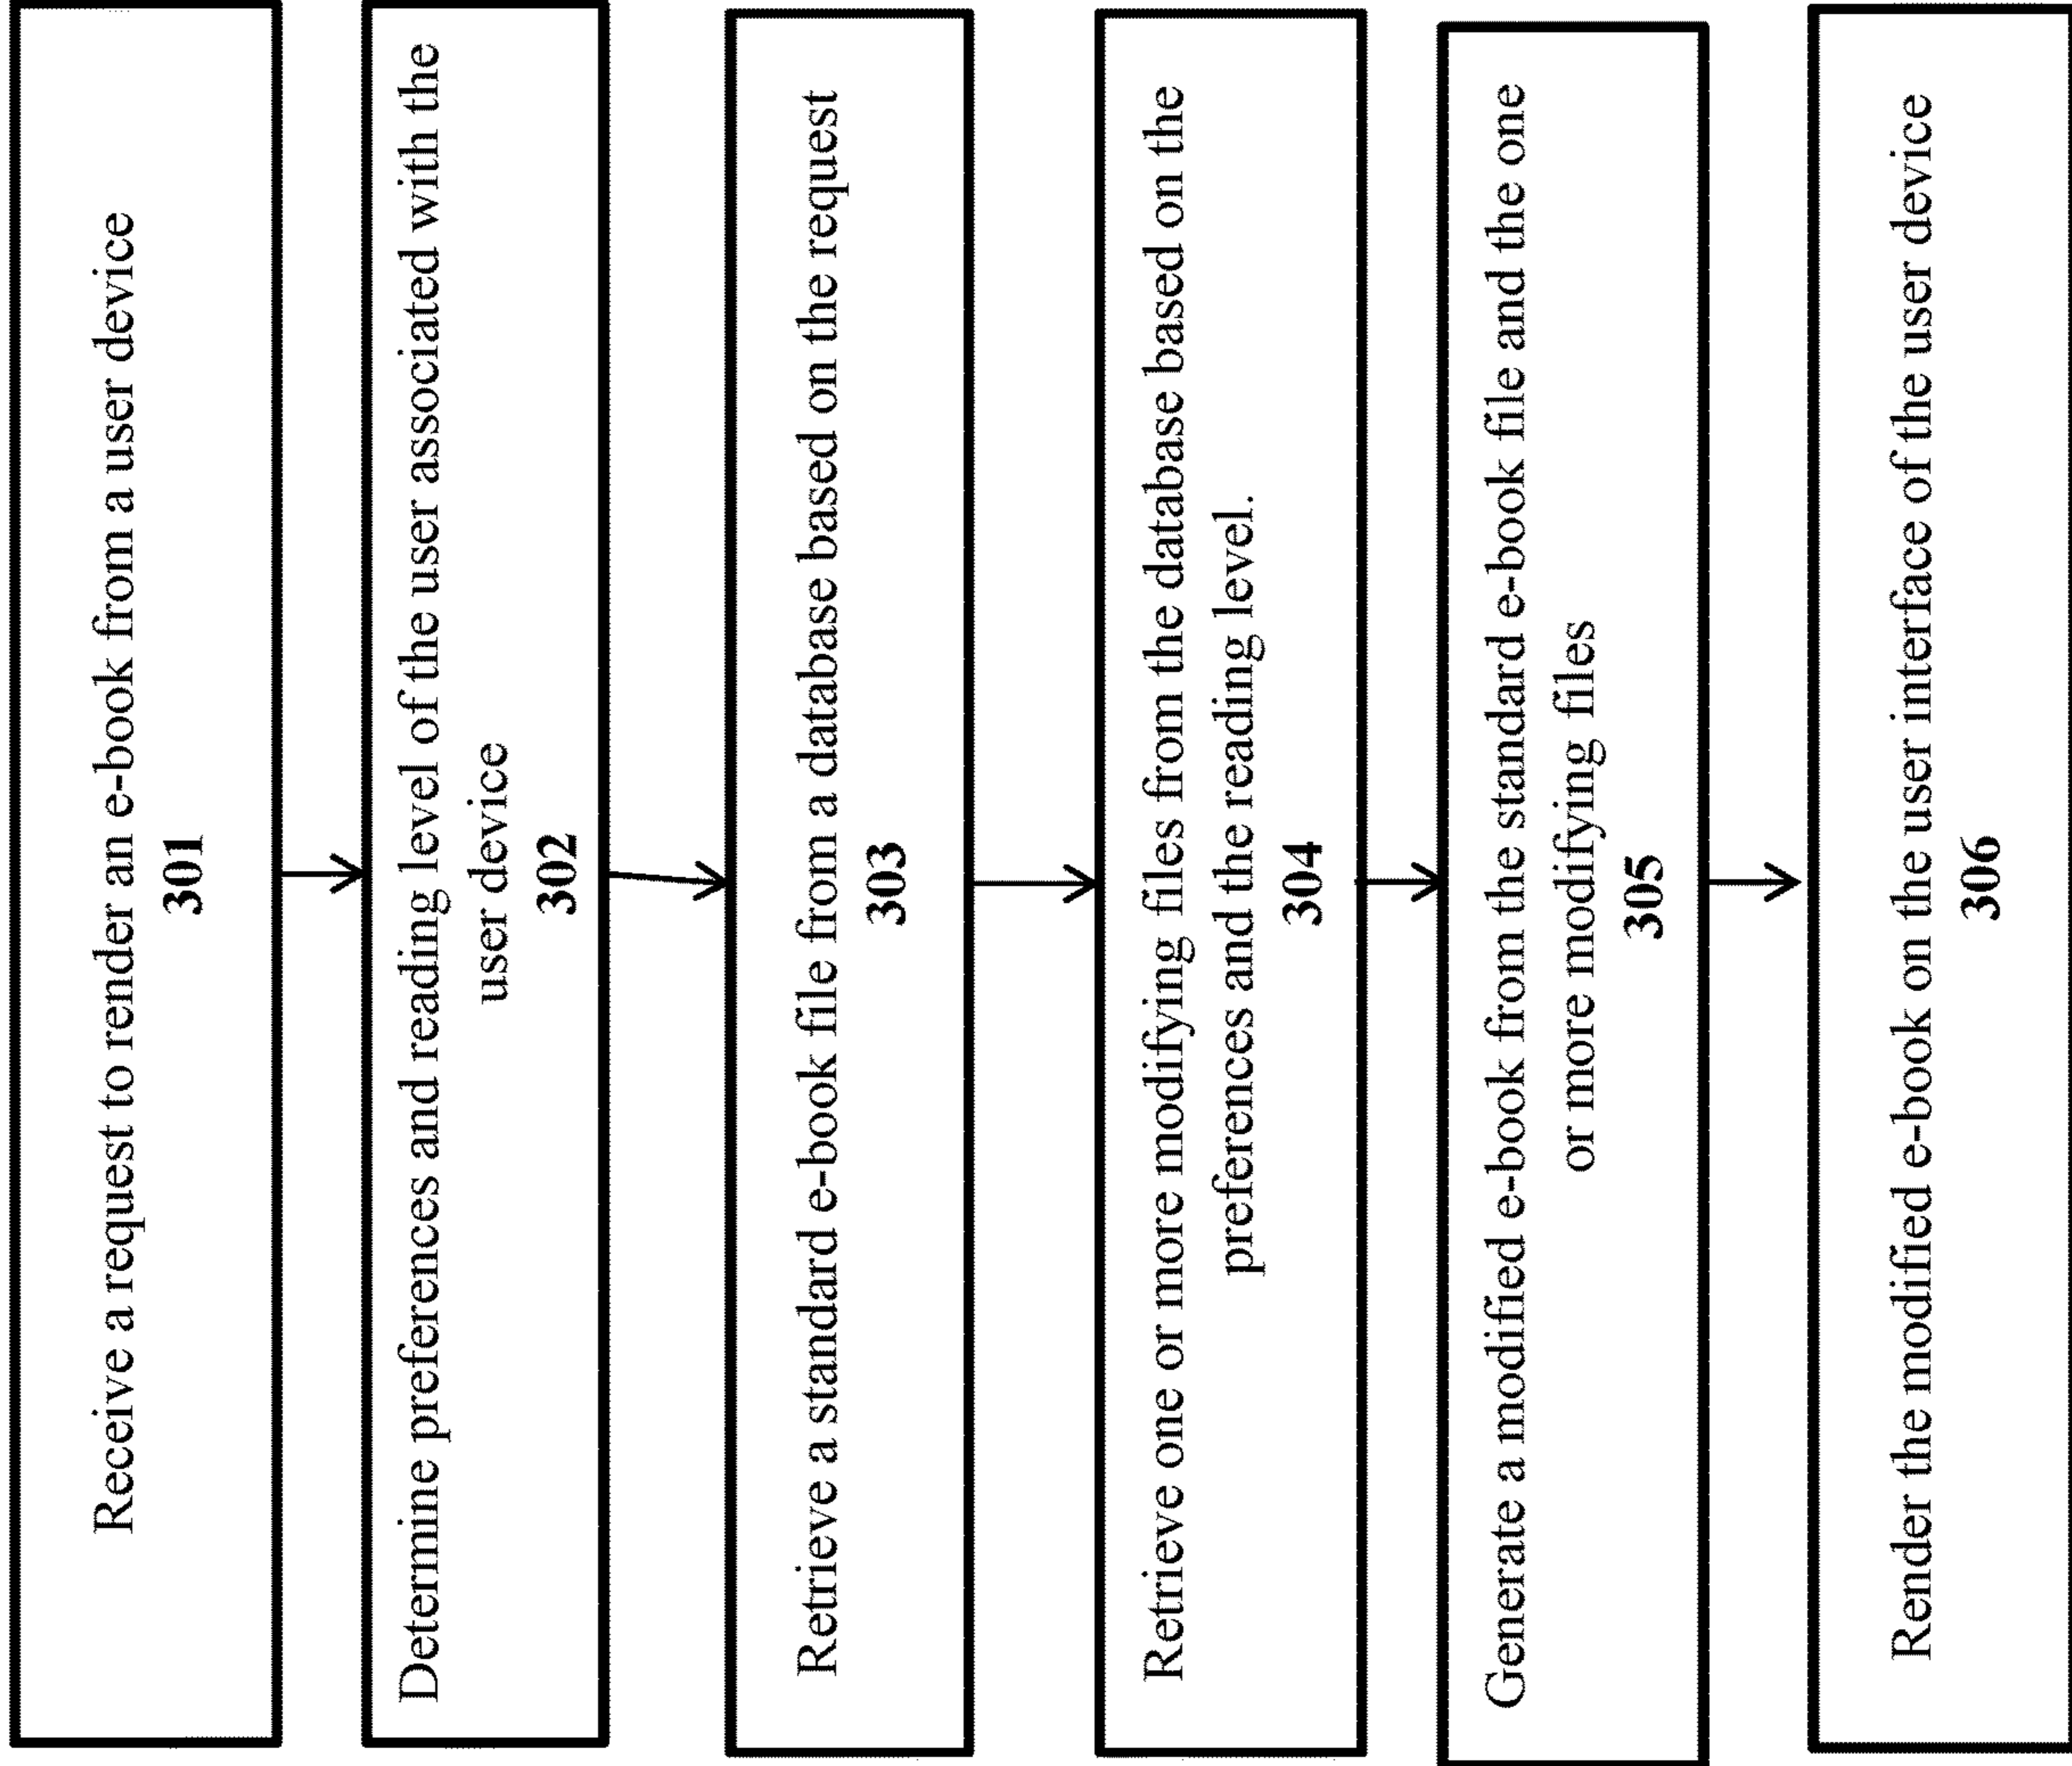 Receive a request to render an e-book from a user device
301
Determine preferences and reading level of the user associated with the
user device
302
Retrieve a standard e-book file from a database based on the request
303
Retrieve one or more modifying files from the database based on the
preferences and the reading level.
304
Generate a modified e-book from the standard e-book file and the one
or more modifying files
305
Render the modified e-book on the user interface of the user device
306